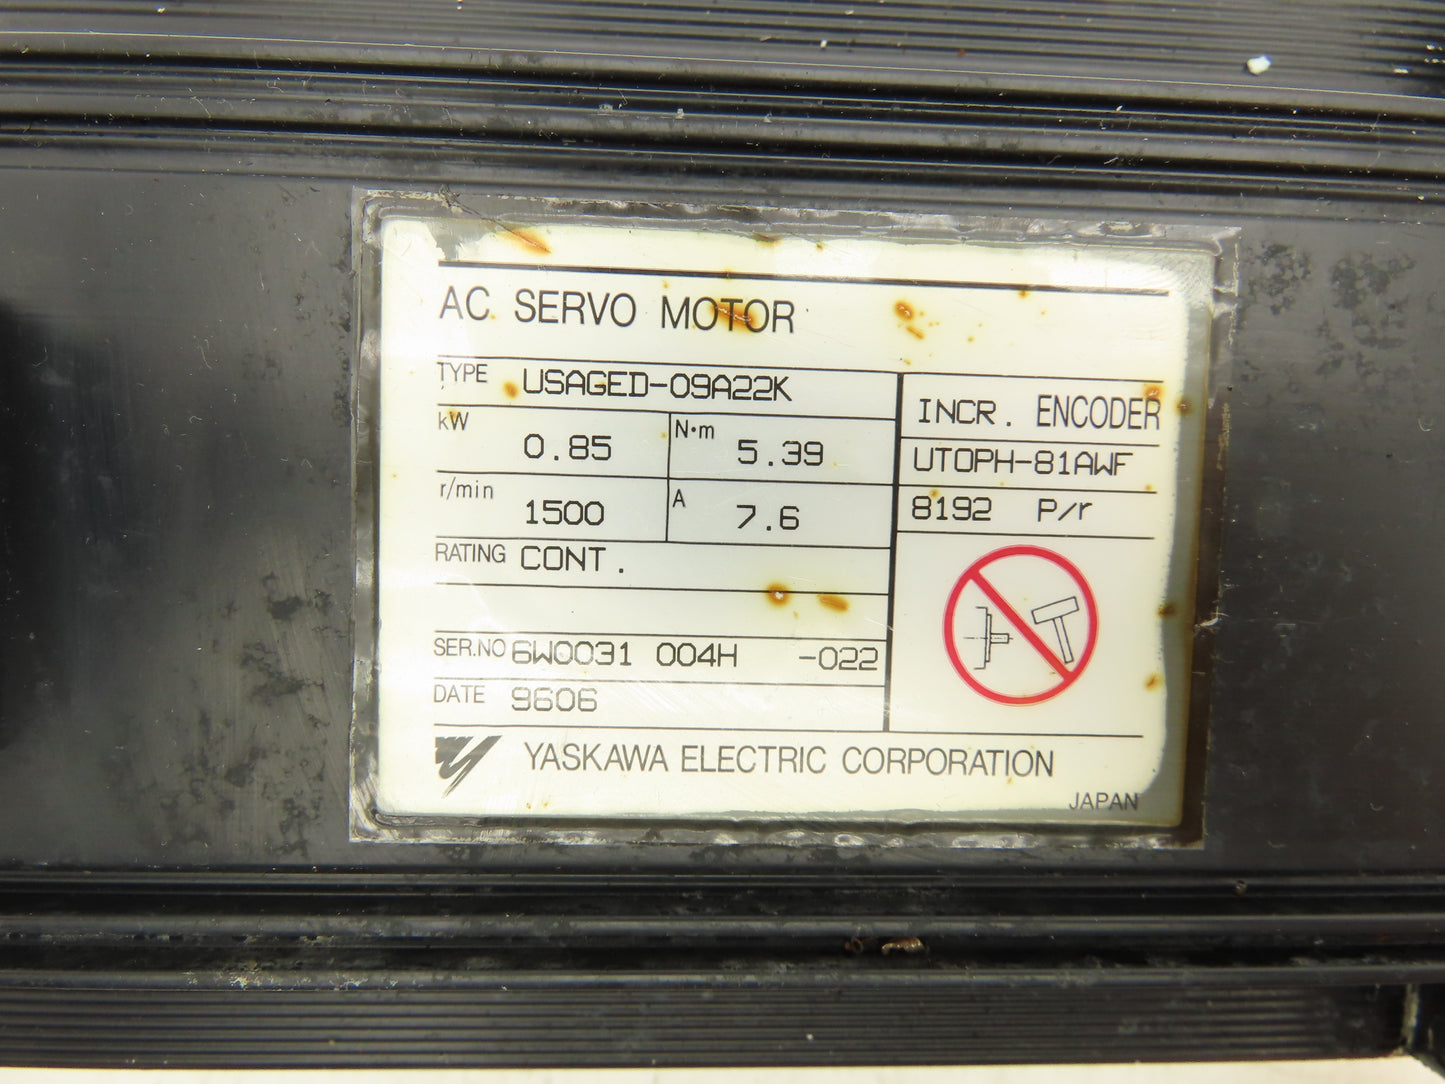 AC SERVO MOTOR
TYPE USAGED-09A22K
kW 0.85 N·m 5.39
r/min 1500 A 7.6
RATING CONT.
SER.NO 6W0031 004H -022
DATE 9606
INCR. ENCODER
UTOPH-81AWF
8192 P/r
YASKAWA ELECTRIC CORPORATION
JAPAN